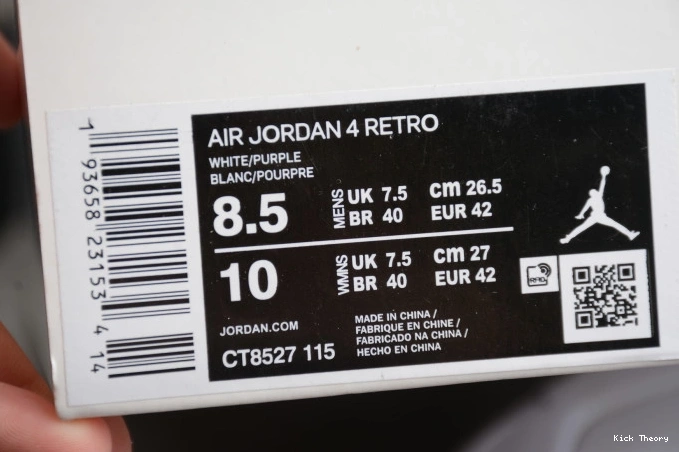 AIR JORDAN 4 RETRO
WHITE/PURPLE
BLANC/POURPRE
8.5 MENS UK 7.5 cm 26.5
BR 40 EUR 42
10 WMNS UK 7.5 cm 27
BR 40 EUR 42
JORDAN.COM
CT8527 115
MADE IN CHINA /
FABRIQUE EN CHINE /
FABRICADO NA CHINA /
HECHO EN CHINA
RFID
1 93658 23153 4 14
Kick Theory